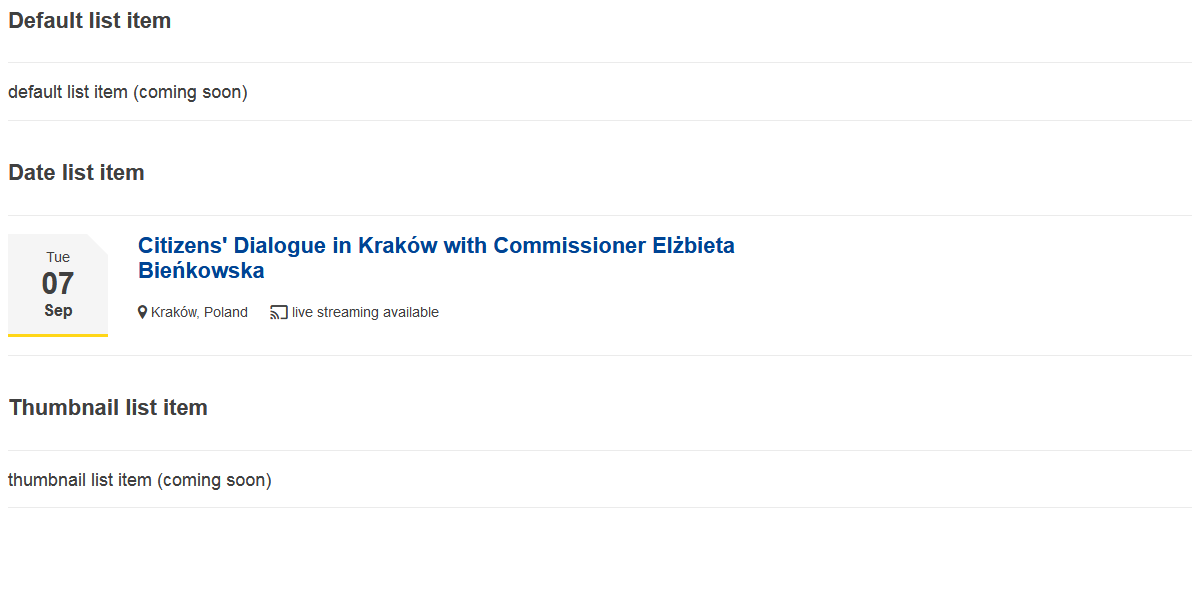 Default list item
default list item (coming soon)
Date list item
Tue
07
Sep
Citizens' Dialogue in Kraków with Commissioner Elżbieta
Bieńkowska
Kraków, Poland
live streaming available
Thumbnail list item
thumbnail list item (coming soon)